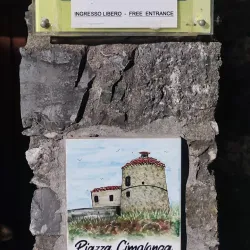 INGRESSO LIBERO - FREE ENTRANCE
Piazza Cimalonga